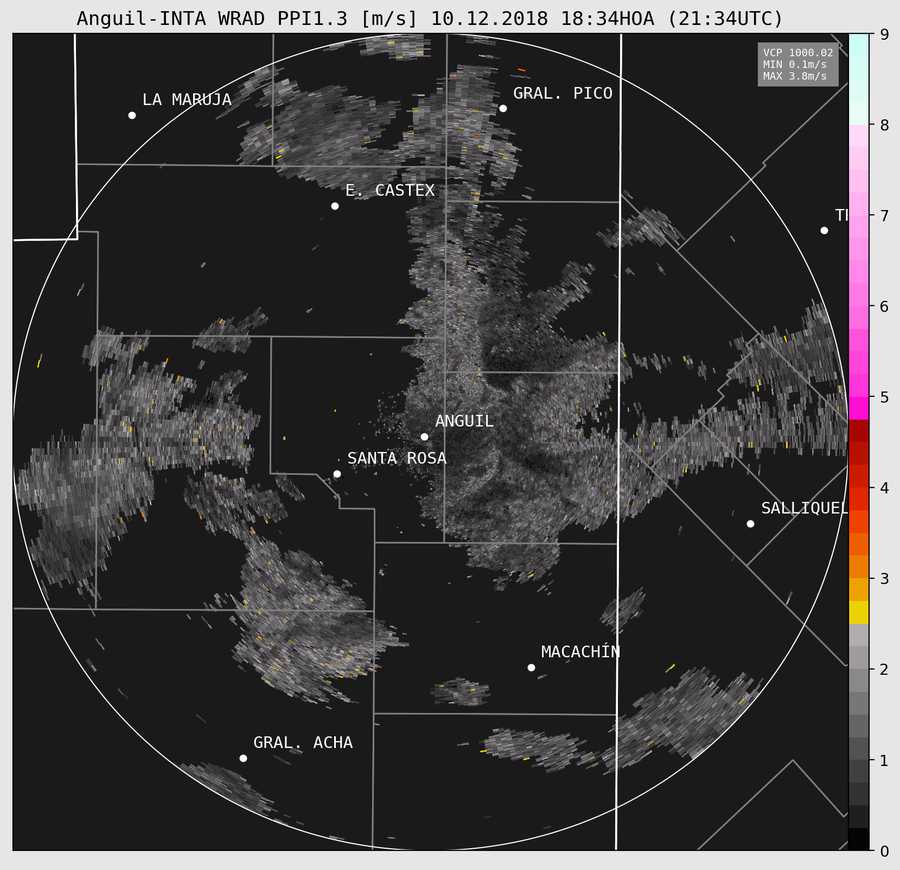 Anguil-INTA WRAD PPI1.3 [m/s] 10.12.2018 18:34HOA (21:34UTC)
VCP 1000.02
MIN 0.1m/s
MAX 3.8m/s
LA MARUJA
GRAL. PICO
E. CASTEX
ANGUIL
SANTA ROSA
SALLIQUEL
MACACHÍN
GRAL. ACHA
9
8
7
6
5
4
3
2
1
0